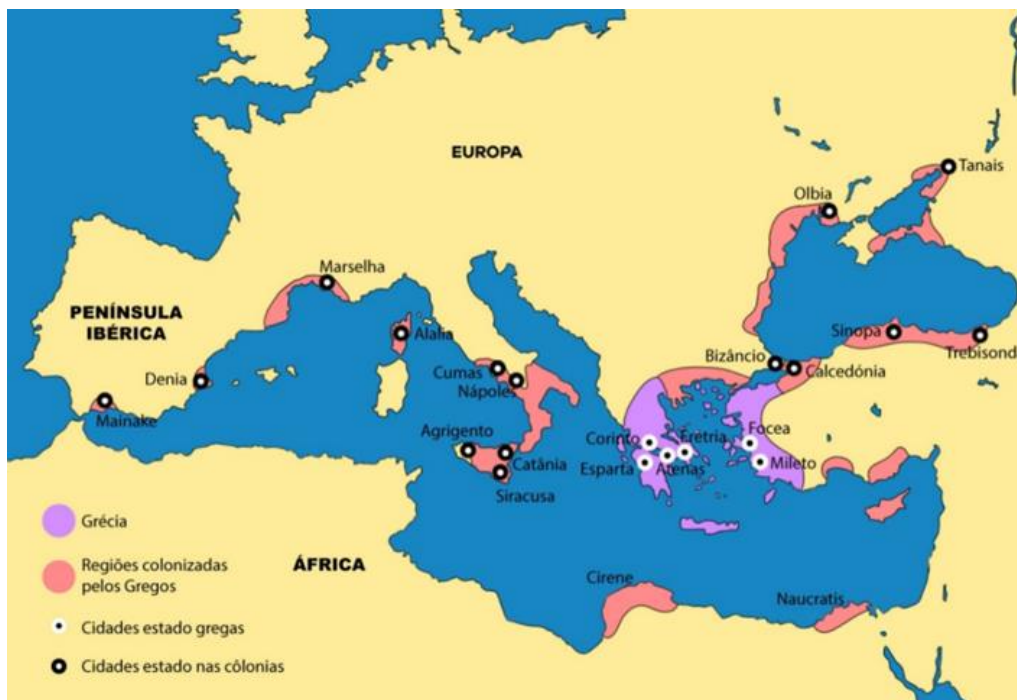 EUROPA
Tanais
Olbia
Marselha
PENÍNSULA
IBÉRICA
Alalia
Sinopa
Trebisond
Bizâncio
Calcedónia
Cumas
Nápoles
Denia
Mainake
Agrigento
Catânia
Siracusa
Corinto
Erétria
Focea
Esparta
Atenas
Mileto
Grécia
Regiões colonizadas
pelos Gregos
ÁFRICA
Cirene
Naucratis
Cidades estado gregas
Cidades estado nas côlonias